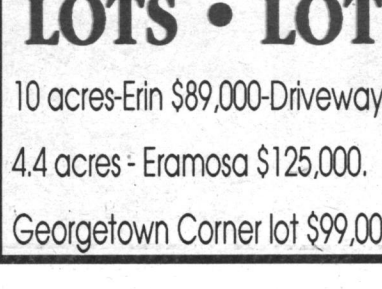 LOTS • LOT
10 acres-Erin $89,000-Driveway
4.4 acres - Eramosa $125,000.
Georgetown Corner lot $99,00